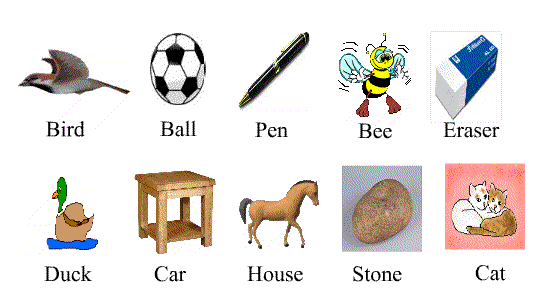 Bird Ball Pen Bee Eraser
Duck Car House Stone Cat